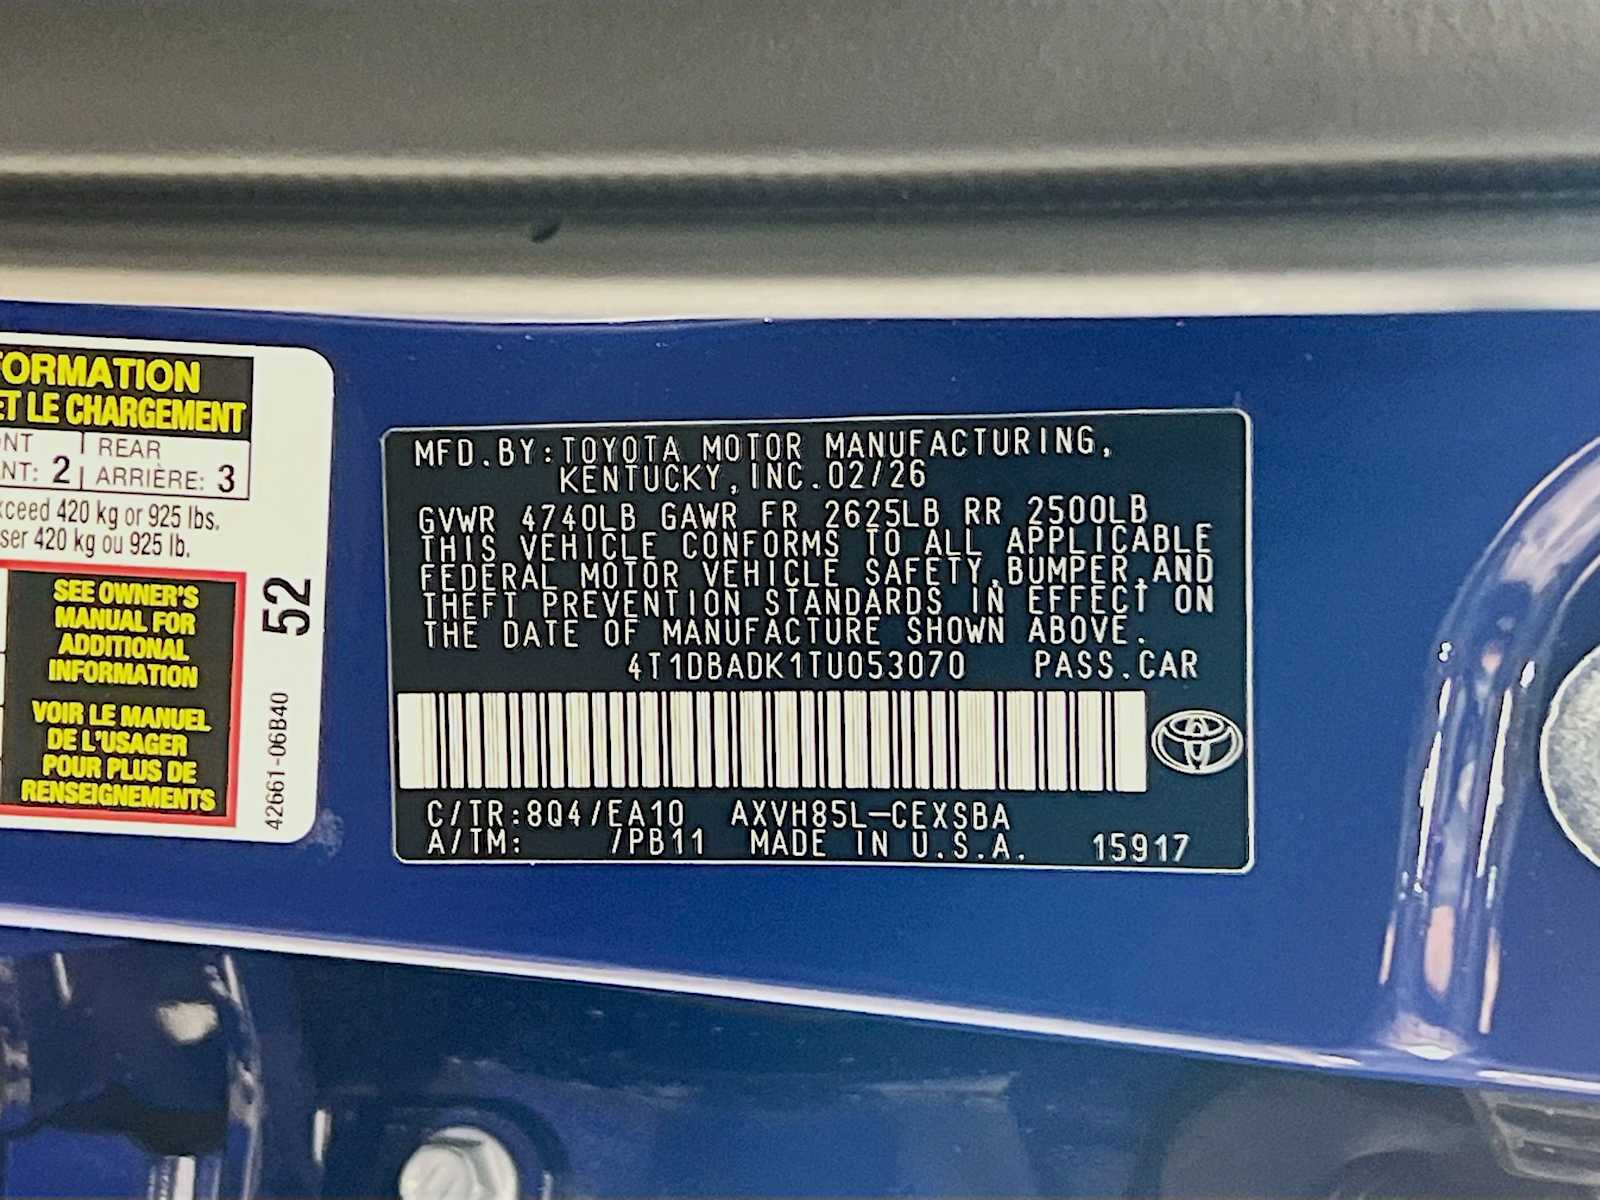 FORMATION
ET LE CHARGEMENT
REAR
ANT: 2 ARRIÈRE: 3
exceed 420 kg or 925 lbs.
ser 420 kg ou 925 lb.
SEE OWNER'S
MANUAL FOR
ADDITIONAL
INFORMATION
VOIR LE MANUEL
DE L'USAGER
POUR PLUS DE
RENSEIGNEMENTS
52
42661-06B40
MFD.BY:TOYOTA MOTOR MANUFACTURING,
KENTUCKY,INC.02/26
GVWR 4740LB GAWR FR 2625LB RR 2500LB
THIS VEHICLE CONFORMS TO ALL APPLICABLE
FEDERAL MOTOR VEHICLE SAFETY,BUMPER,AND
THEFT PREVENTION STANDARDS IN EFFECT ON
THE DATE OF MANUFACTURE SHOWN ABOVE.
4T1DBADK1TU053070 PASS.CAR
C/TR:8Q4/EA10 AXVH85L-CEXSBA
A/TM: /PB11 MADE IN U.S.A. 15917